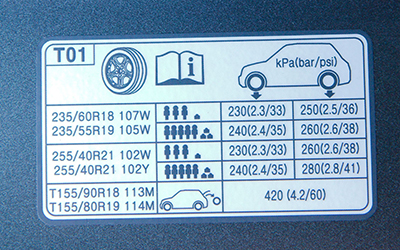 T01
kPa(bar/psi)
235/60R18 107W 230(2.3/33) 250(2.5/36)
235/55R19 105W 240(2.4/35) 260(2.6/38)
255/40R21 102W 230(2.3/33) 260(2.6/38)
255/40R21 102Y 240(2.4/35) 280(2.8/41)
T155/90R18 113M 420 (4.2/60)
T155/80R19 114M